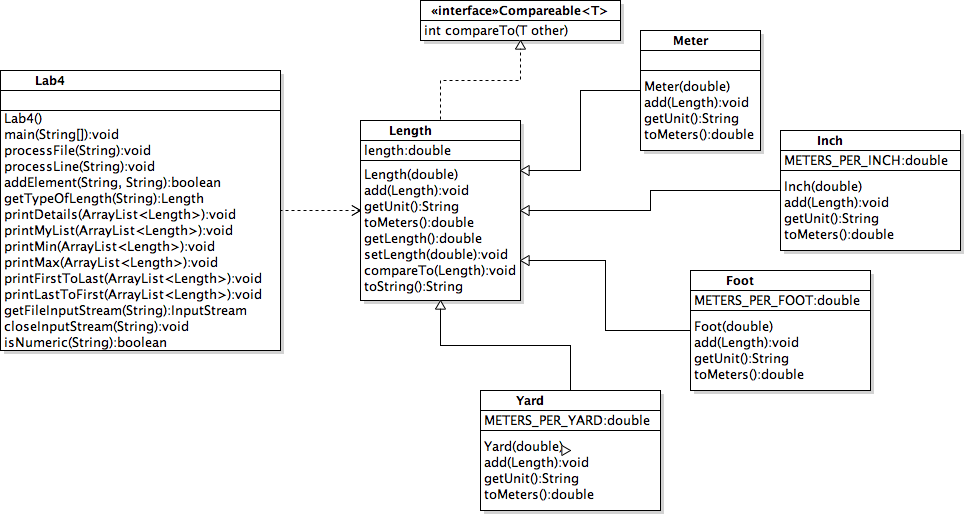 «interface»Compareable<T>
int compareTo(T other)
Lab4
Lab4()
main(String[]):void
processFile(String):void
processLine(String):void
addElement(String, String):boolean
getTypeOfLength(String):Length
printDetails(ArrayList<Length>):void
printMyList(ArrayList<Length>):void
printMin(ArrayList<Length>):void
printMax(ArrayList<Length>):void
printFirstToLast(ArrayList<Length>):void
printLastToFirst(ArrayList<Length>):void
getFileInputStream(String):InputStream
closeInputStream(String):void
isNumeric(String):boolean
Length
length:double
Length(double)
add(Length):void
getUnit():String
toMeters():double
getLength():double
setLength(double):void
compareTo(Length):void
toString():String
Meter
Meter(double)
add(Length):void
getUnit():String
toMeters():double
Inch
METERS_PER_INCH:double
Inch(double)
add(Length):void
getUnit():String
toMeters():double
Foot
METERS_PER_FOOT:double
Foot(double)
add(Length):void
getUnit():String
toMeters():double
Yard
METERS_PER_YARD:double
Yard(double)
add(Length):void
getUnit():String
toMeters():double